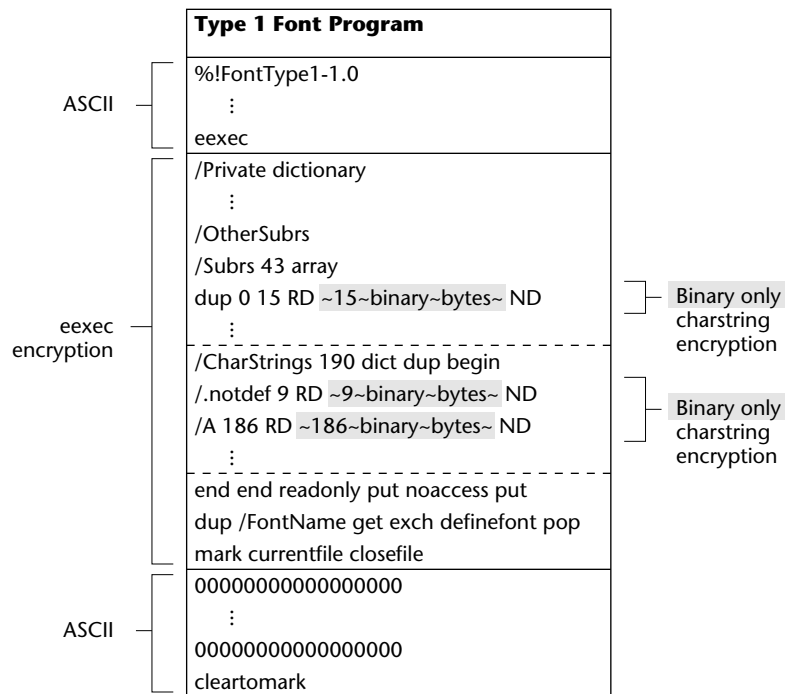 Type 1 Font Program
ASCII
%!FontType1-1.0
⋮
eexec
eexec
encryption
/Private dictionary
⋮
/OtherSubrs
/Subrs 43 array
dup 0 15 RD ~15~binary~bytes~ ND
⋮
Binary only
charstring
encryption
/CharStrings 190 dict dup begin
/.notdef 9 RD ~9~binary~bytes~ ND
/A 186 RD ~186~binary~bytes~ ND
⋮
Binary only
charstring
encryption
end end readonly put noaccess put
dup /FontName get exch definefont pop
mark currentfile closefile
ASCII
00000000000000000
⋮
00000000000000000
cleartomark